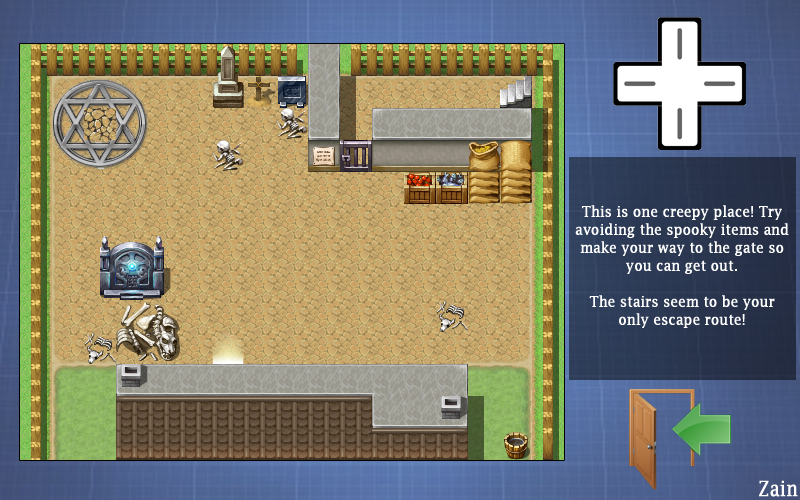 This is one creepy place! Try
avoiding the spooky items and
make your way to the gate so
you can get out.
The stairs seem to be your
only escape route!
Zain